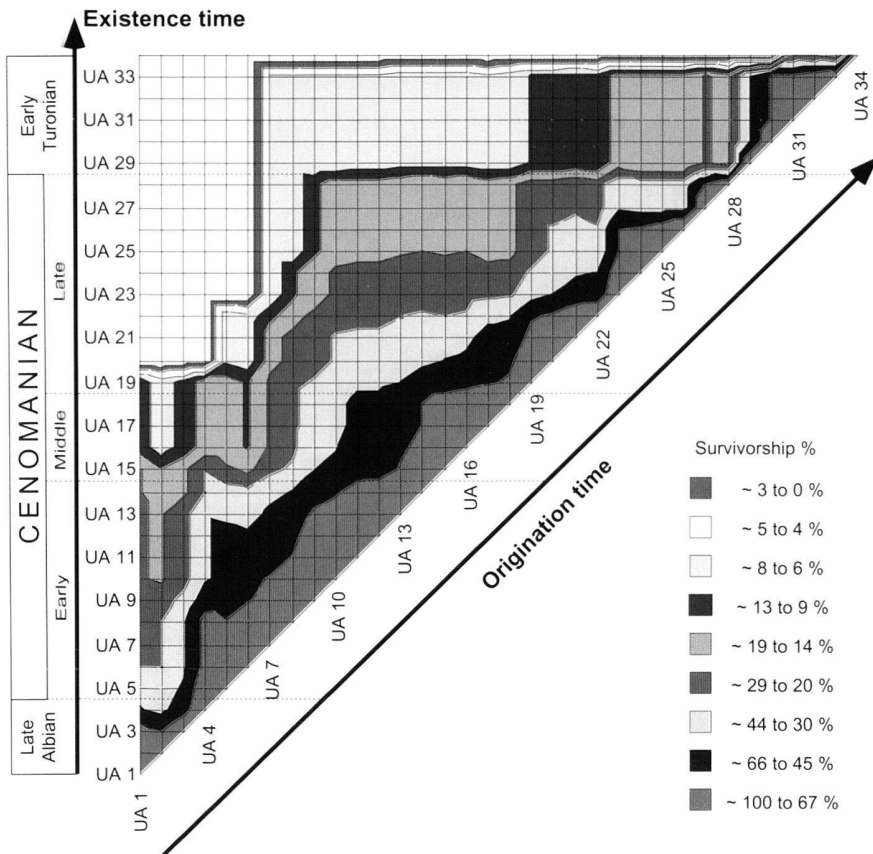 Existence time
UA 33
UA 31
UA 29
UA 27
UA 25
UA 23
UA 21
UA 19
UA 17
UA 15
UA 13
UA 11
UA 9
UA 7
UA 5
UA 3
UA 1
Early
Turonian
CENOMANIAN
Late
Middle
Early
Late
Albian
UA 1
UA 4
UA 7
UA 10
UA 13
UA 16
UA 19
UA 22
UA 25
UA 28
UA 31
UA 34
Origination time
Survivorship %
~ 3 to 0 %
~ 5 to 4 %
~ 8 to 6 %
~ 13 to 9 %
~ 19 to 14 %
~ 29 to 20 %
~ 44 to 30 %
~ 66 to 45 %
~ 100 to 67 %